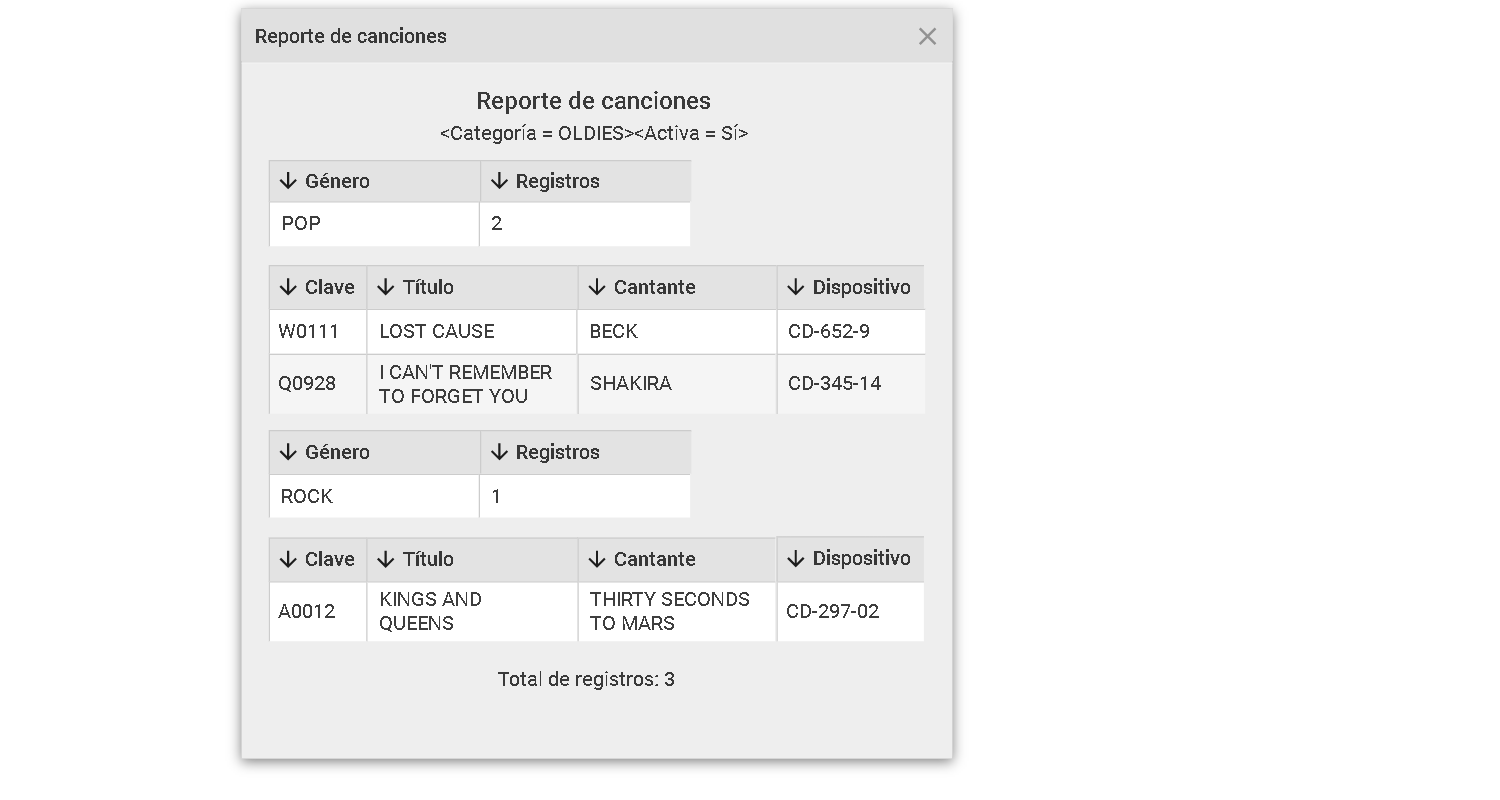 Reporte de canciones
Reporte de canciones
<Categoría = OLDIES><Activa = Sí>
Género Registros
POP 2
Clave Título Cantante Dispositivo
W0111 LOST CAUSE BECK CD-652-9
Q0928 I CAN'T REMEMBER TO FORGET YOU SHAKIRA CD-345-14
Género Registros
ROCK 1
Clave Título Cantante Dispositivo
A0012 KINGS AND QUEENS THIRTY SECONDS TO MARS CD-297-02
Total de registros: 3